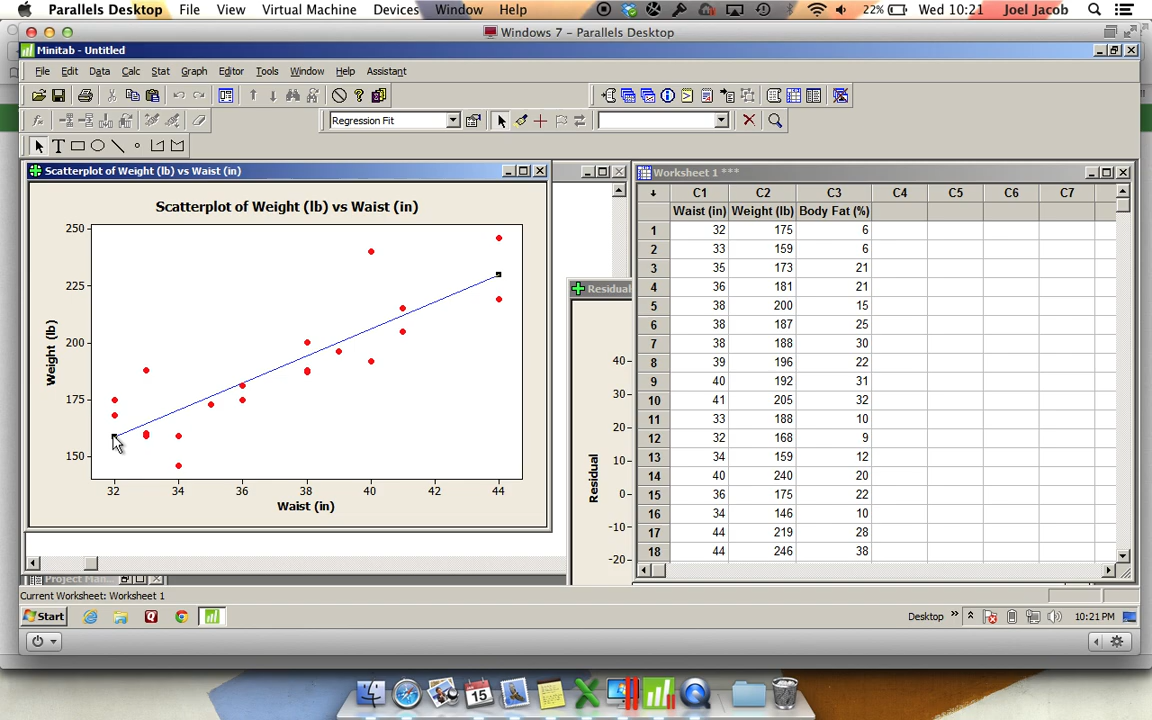 Parallels Desktop File View Virtual Machine Devices Window Help 22% Wed 10:21 Joel Jacob
Windows 7 – Parallels Desktop
Minitab - Untitled
File Edit Data Calc Stat Graph Editor Tools Window Help Assistant
Regression Fit
Scatterplot of Weight (lb) vs Waist (in)
Scatterplot of Weight (lb) vs Waist (in)
250
225
200
175
150
Weight (lb)
32 34 36 38 40 42 44
Waist (in)
Residual
40
30
20
10
0
-10
-20
Residual
Worksheet 1 ***
C1 C2 C3 C4 C5 C6 C7
Waist (in) Weight (lb) Body Fat (%)
1 32 175 6
2 33 159 6
3 35 173 21
4 36 181 21
5 38 200 15
6 38 187 25
7 38 188 30
8 39 196 22
9 40 192 31
10 41 205 32
11 33 188 10
12 32 168 9
13 34 159 12
14 40 240 20
15 36 175 22
16 34 146 10
17 44 219 28
18 44 246 38
Project Man...
Current Worksheet: Worksheet 1
Start Desktop » 10:21 PM
15